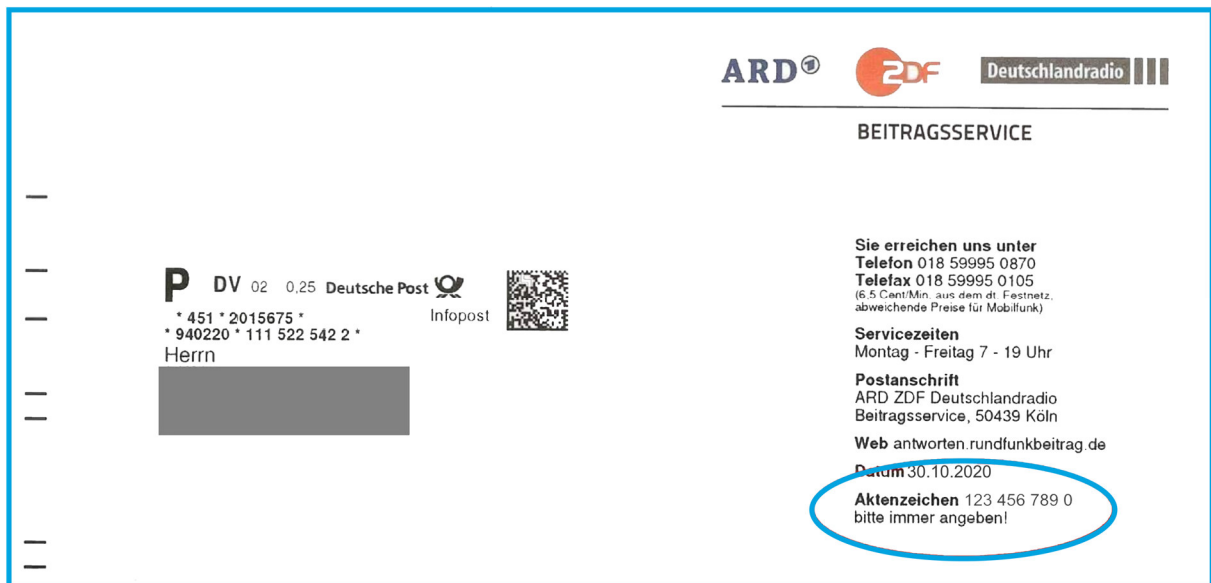 ARD
ZDF
Deutschlandradio
BEITRAGSSERVICE
P DV 02 0,25 Deutsche Post
Infopost
* 451 * 2015675 *
* 940220 * 111 522 542 2 *
Herrn
Sie erreichen uns unter
Telefon 018 59995 0870
Telefax 018 59995 0105
(6,5 Cent/Min. aus dem dt. Festnetz,
abweichende Preise für Mobilfunk)
Servicezeiten
Montag - Freitag 7 - 19 Uhr
Postanschrift
ARD ZDF Deutschlandradio
Beitragsservice, 50439 Köln
Web antworten.rundfunkbeitrag.de
Datum 30.10.2020
Aktenzeichen 123 456 789 0
bitte immer angeben!